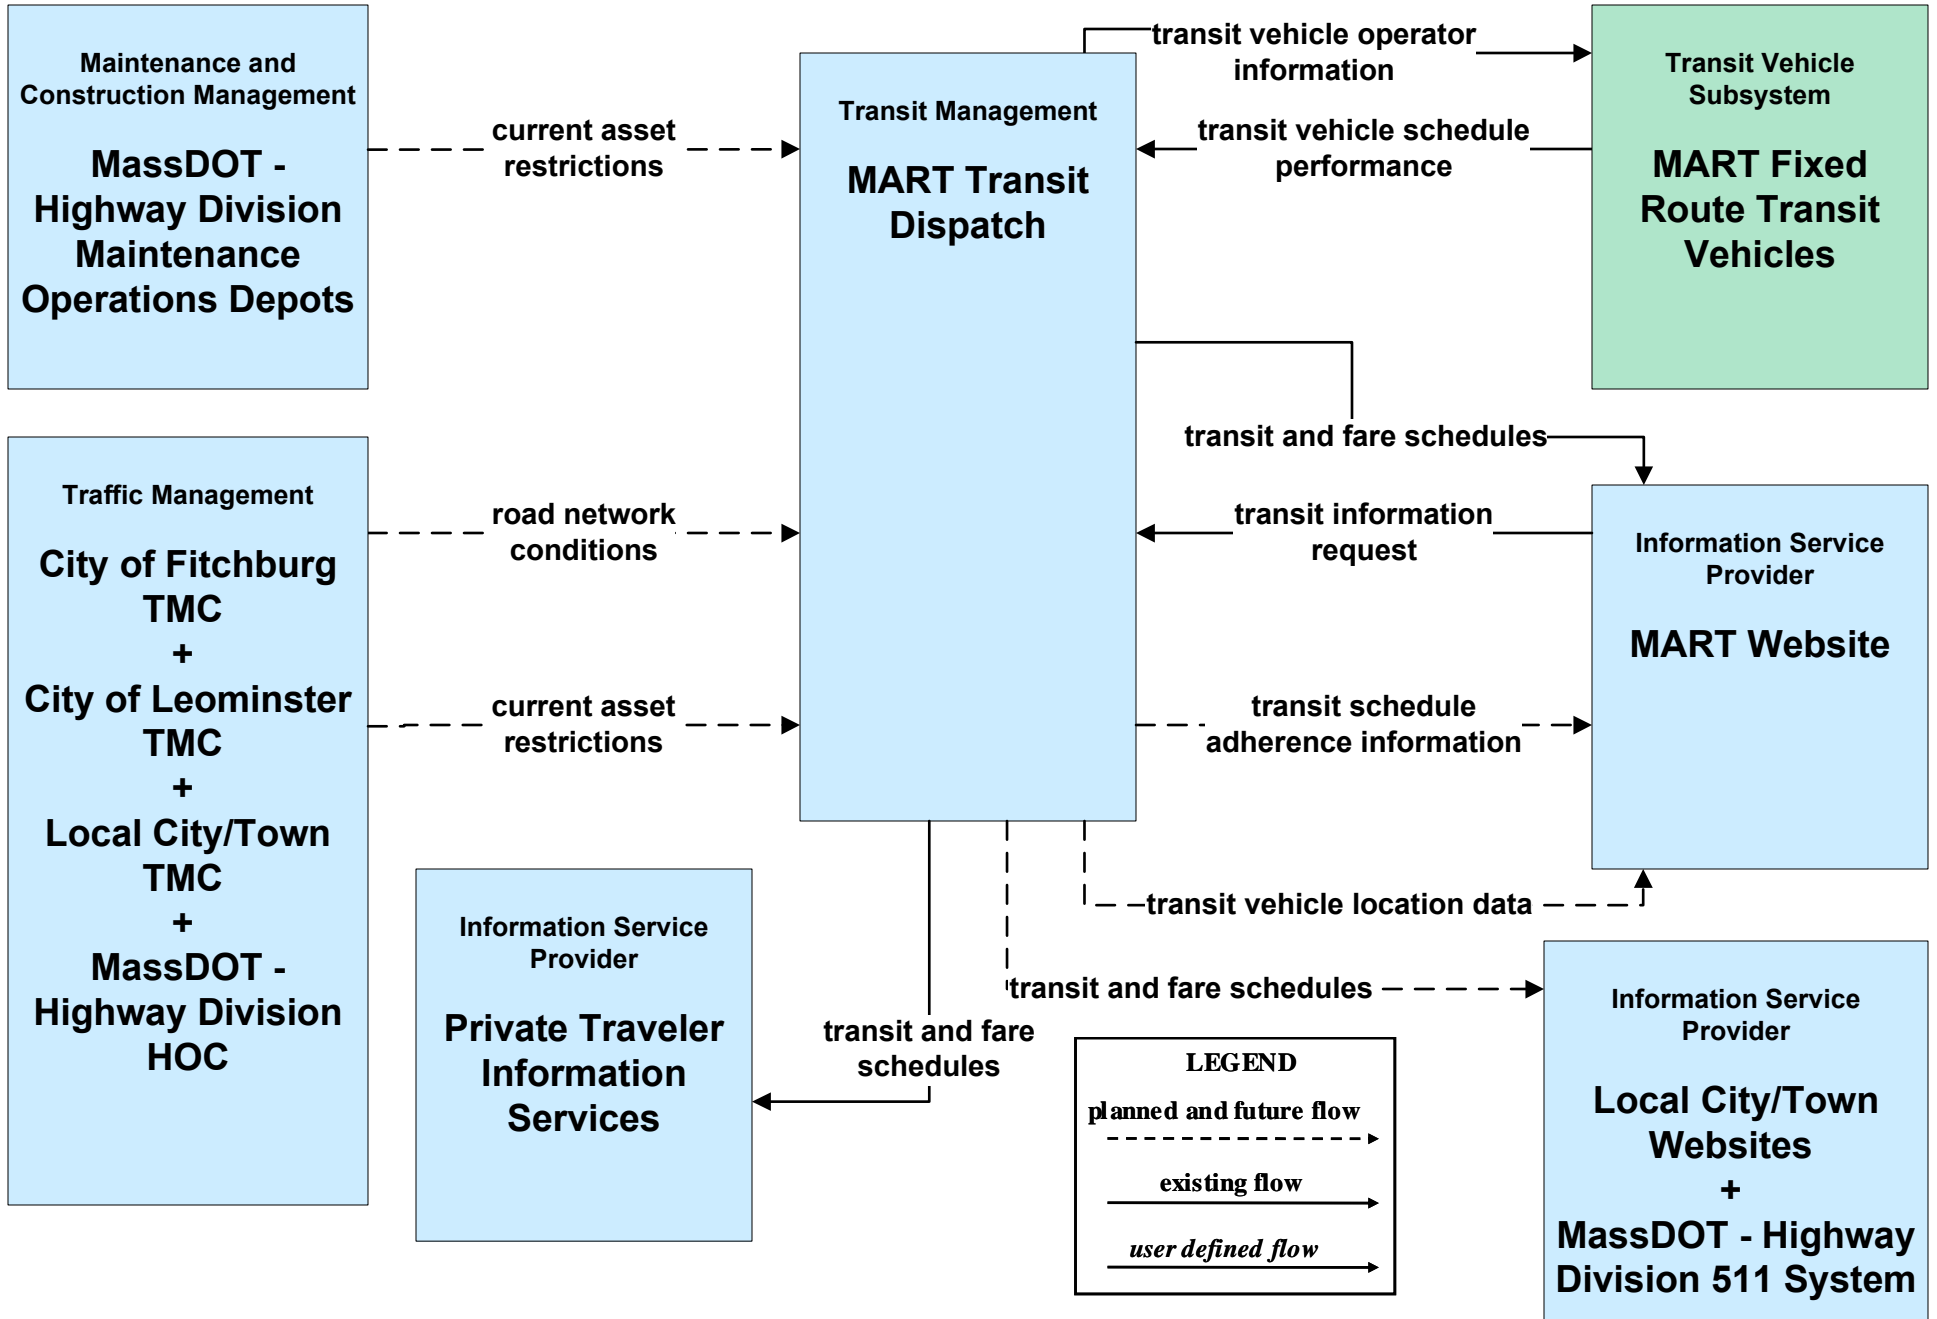 Maintenance and
Construction Management
MassDOT -
Highway Division
Maintenance
Operations Depots
current asset
restrictions
Transit Management
MART Transit
Dispatch
transit vehicle operator
information
transit vehicle schedule
performance
Transit Vehicle
Subsystem
MART Fixed
Route Transit
Vehicles
transit and fare schedules
Traffic Management
City of Fitchburg
TMC
+
City of Leominster
TMC
+
Local City/Town
TMC
+
MassDOT -
Highway Division
HOC
road network
conditions
current asset
restrictions
transit information
request
transit schedule
adherence information
Information Service
Provider
MART Website
transit vehicle location data
transit and fare schedules
Information Service
Provider
Private Traveler
Information
Services
transit and fare
schedules
LEGEND
planned and future flow
existing flow
user defined flow
Information Service
Provider
Local City/Town
Websites
+
MassDOT - Highway
Division 511 System